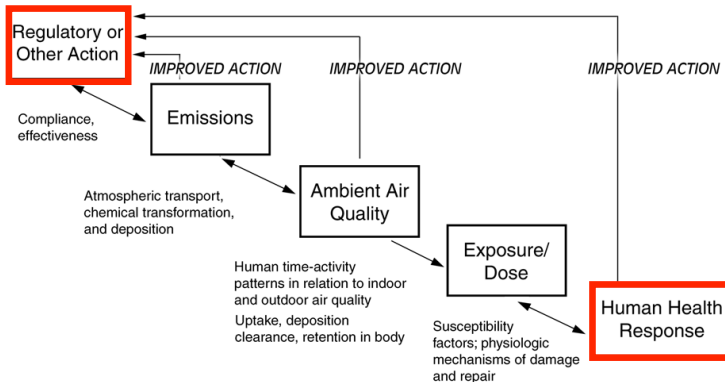 Regulatory or
Other Action
IMPROVED ACTION
IMPROVED ACTION
IMPROVED ACTION
Compliance,
effectiveness
Emissions
Atmospheric transport,
chemical transformation,
and deposition
Ambient Air
Quality
Human time-activity
patterns in relation to indoor
and outdoor air quality
Uptake, deposition
clearance, retention in body
Exposure/
Dose
Susceptibility
factors; physiologic
mechanisms of damage
and repair
Human Health
Response